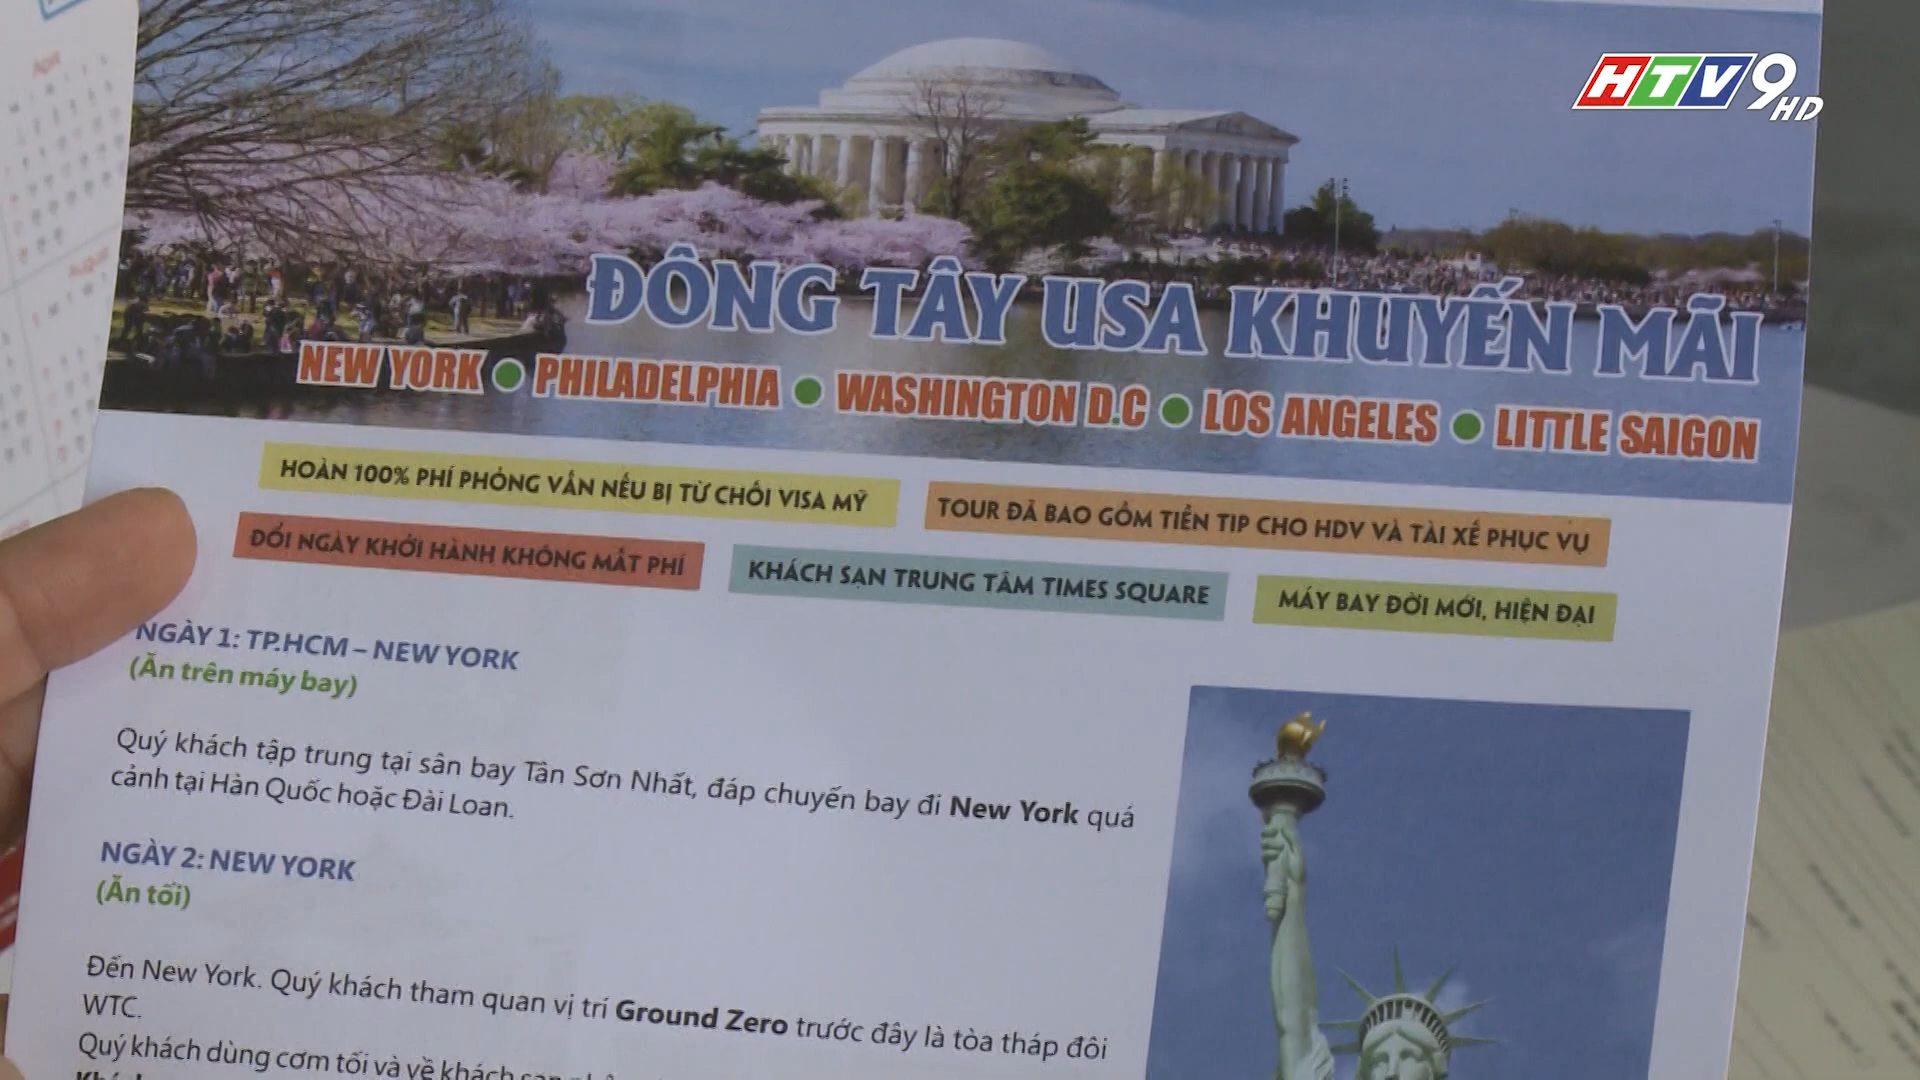 HTV9 HD
ĐÔNG TÂY USA KHUYẾN MÃI
NEW YORK ● PHILADELPHIA ● WASHINGTON D.C ● LOS ANGELES ● LITTLE SAIGON
HOÀN 100% PHÍ PHỎNG VẤN NẾU BỊ TỪ CHỐI VISA MỸ
TOUR ĐÃ BAO GỒM TIỀN TIP CHO HDV VÀ TÀI XẾ PHỤC VỤ
ĐỔI NGÀY KHỞI HÀNH KHÔNG MẤT PHÍ
KHÁCH SẠN TRUNG TÂM TIMES SQUARE
MÁY BAY ĐỜI MỚI, HIỆN ĐẠI
NGÀY 1: TP.HCM – NEW YORK
(Ăn trên máy bay)
Quý khách tập trung tại sân bay Tân Sơn Nhất, đáp chuyến bay đi New York quá
cảnh tại Hàn Quốc hoặc Đài Loan.
NGÀY 2: NEW YORK
(Ăn tối)
Đến New York. Quý khách tham quan vị trí Ground Zero trước đây là tòa tháp đôi
WTC.
Quý khách dùng cơm tối và về khách sạn